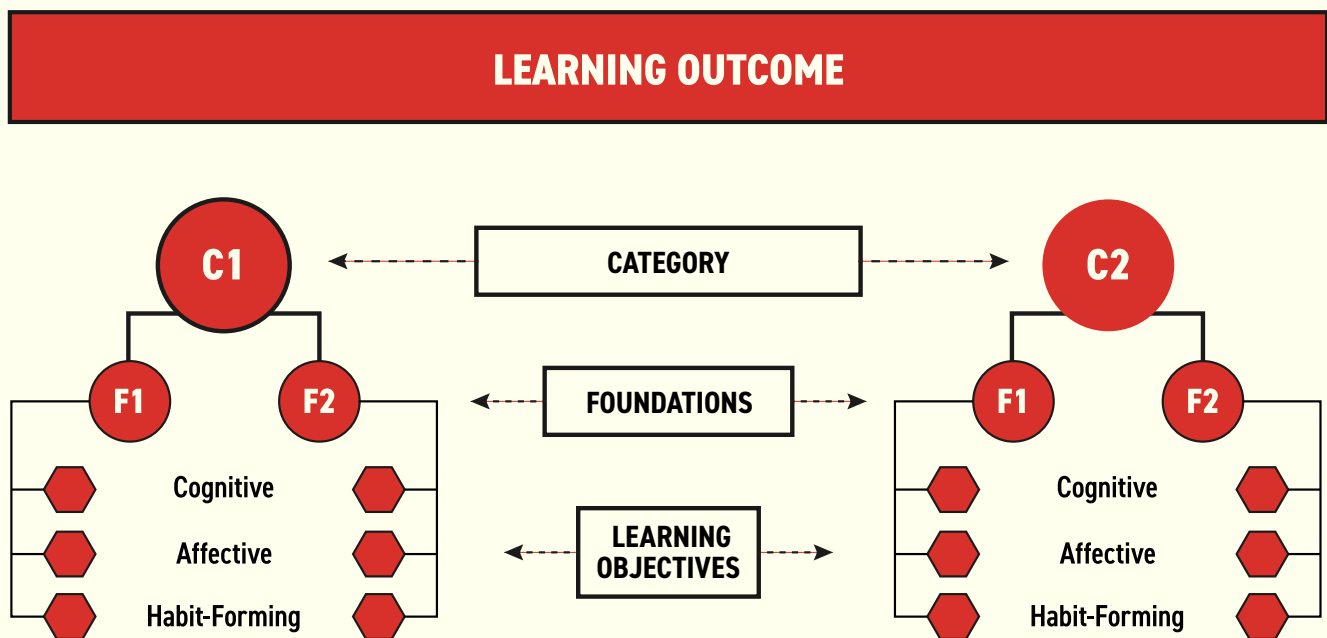 LEARNING OUTCOME
C1
CATEGORY
C2
F1
F2
FOUNDATIONS
F1
F2
Cognitive
Cognitive
LEARNING
OBJECTIVES
Affective
Affective
Habit-Forming
Habit-Forming